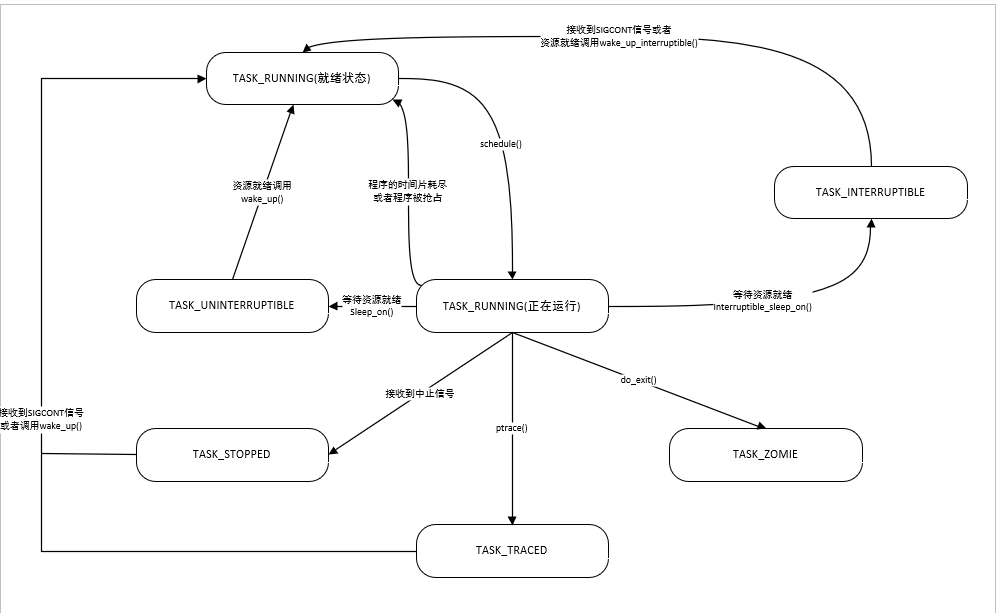 接收到SIGCONT信号或者
资源就绪调用wake_up_interruptible()
TASK_RUNNING(就绪状态)
schedule()
资源就绪调用
wake_up()
程序的时间片耗尽
或者程序被抢占
TASK_INTERRUPTIBLE
TASK_UNINTERRUPTIBLE
等待资源就绪
Sleep_on()
TASK_RUNNING(正在运行)
等待资源就绪
Interruptible_sleep_on()
接收到中止信号
ptrace()
do_exit()
接收到SIGCONT信号
或者调用wake_up()
TASK_STOPPED
TASK_ZOMIE
TASK_TRACED